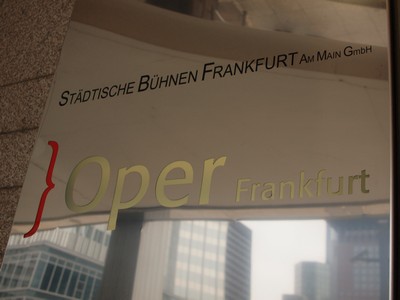 STÄDTISCHE BÜHNEN FRANKFURT AM MAIN GmbH
} Oper Frankfurt